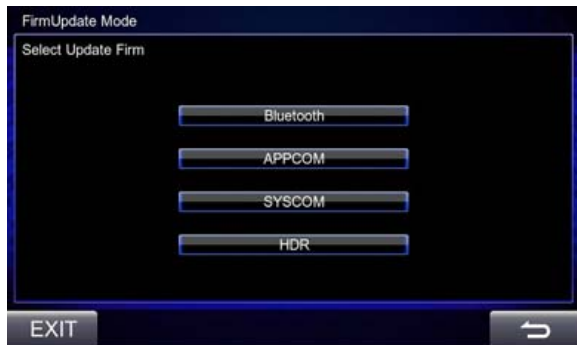 FirmUpdate Mode
Select Update Firm
Bluetooth
APPCOM
SYSCOM
HDR
EXIT